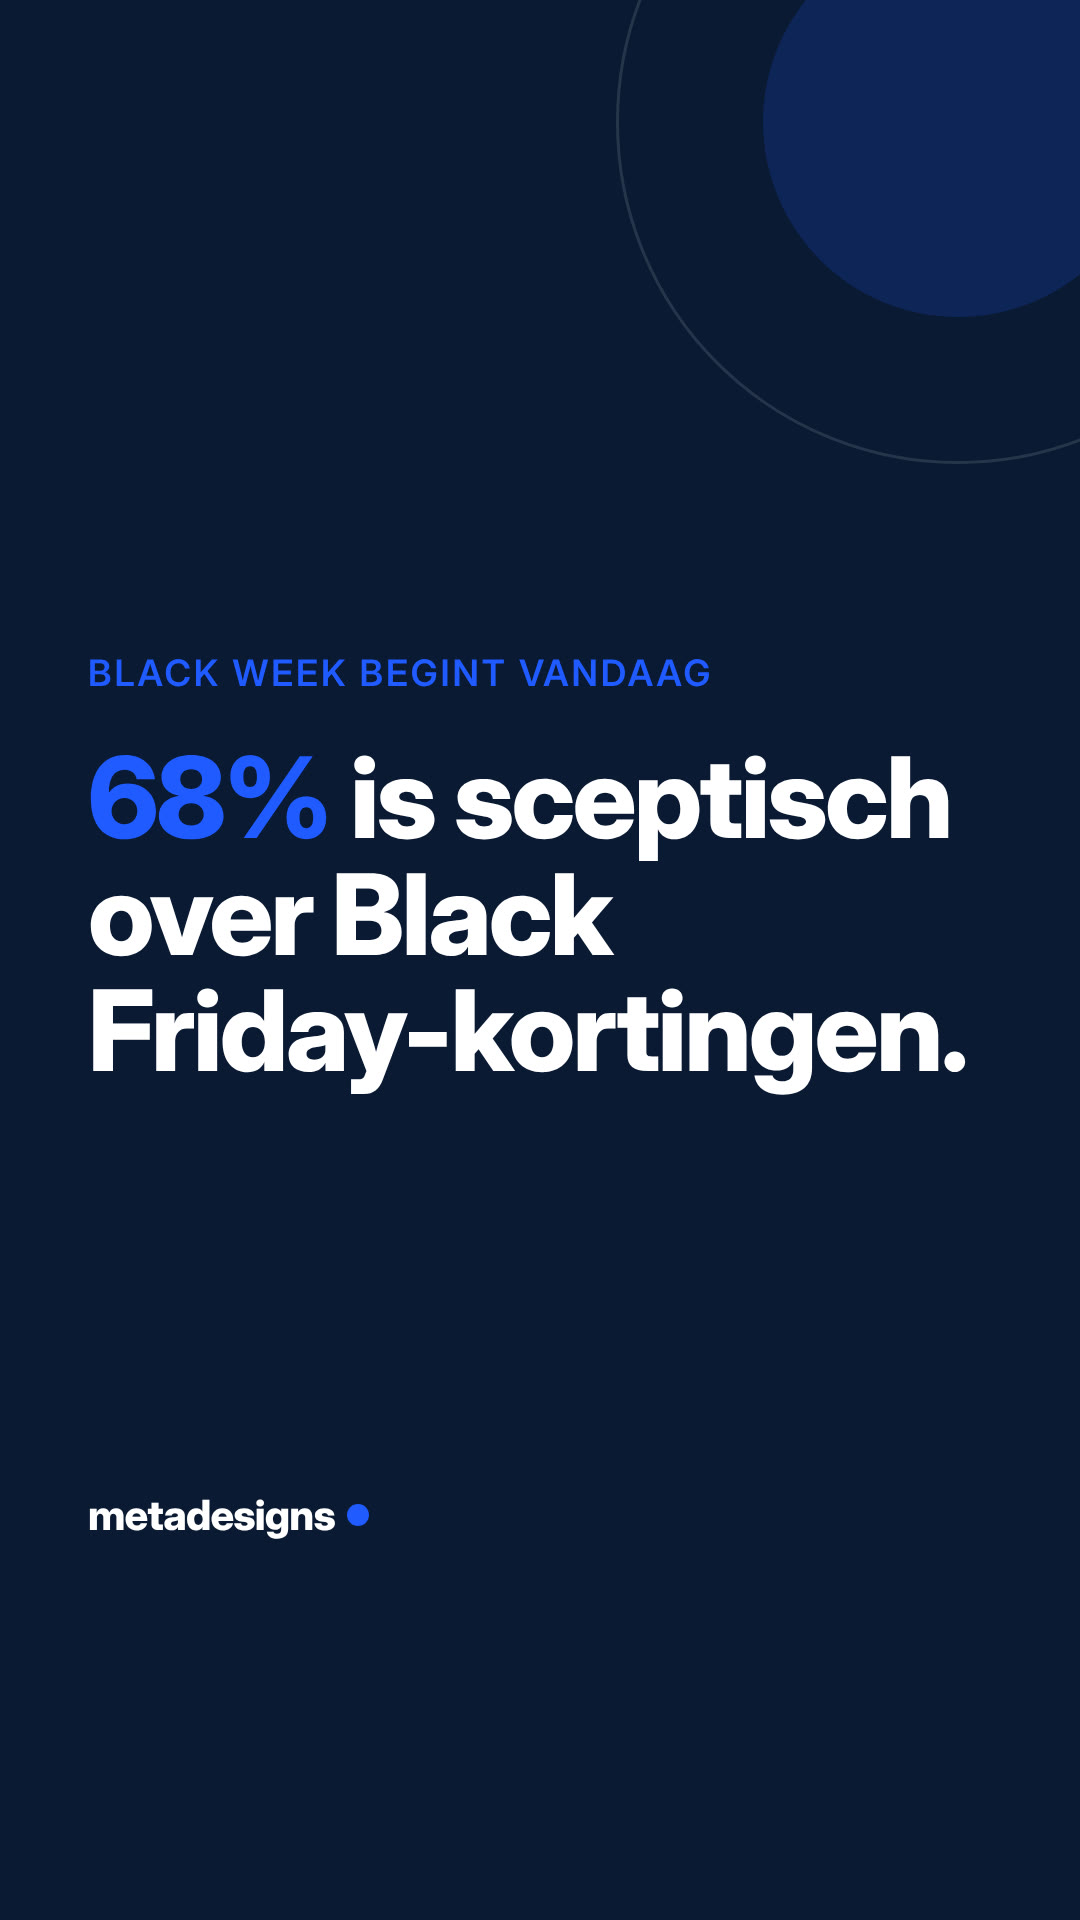 BLACK WEEK BEGINT VANDAAG
68% is sceptisch
over Black
Friday-kortingen.
metadesigns